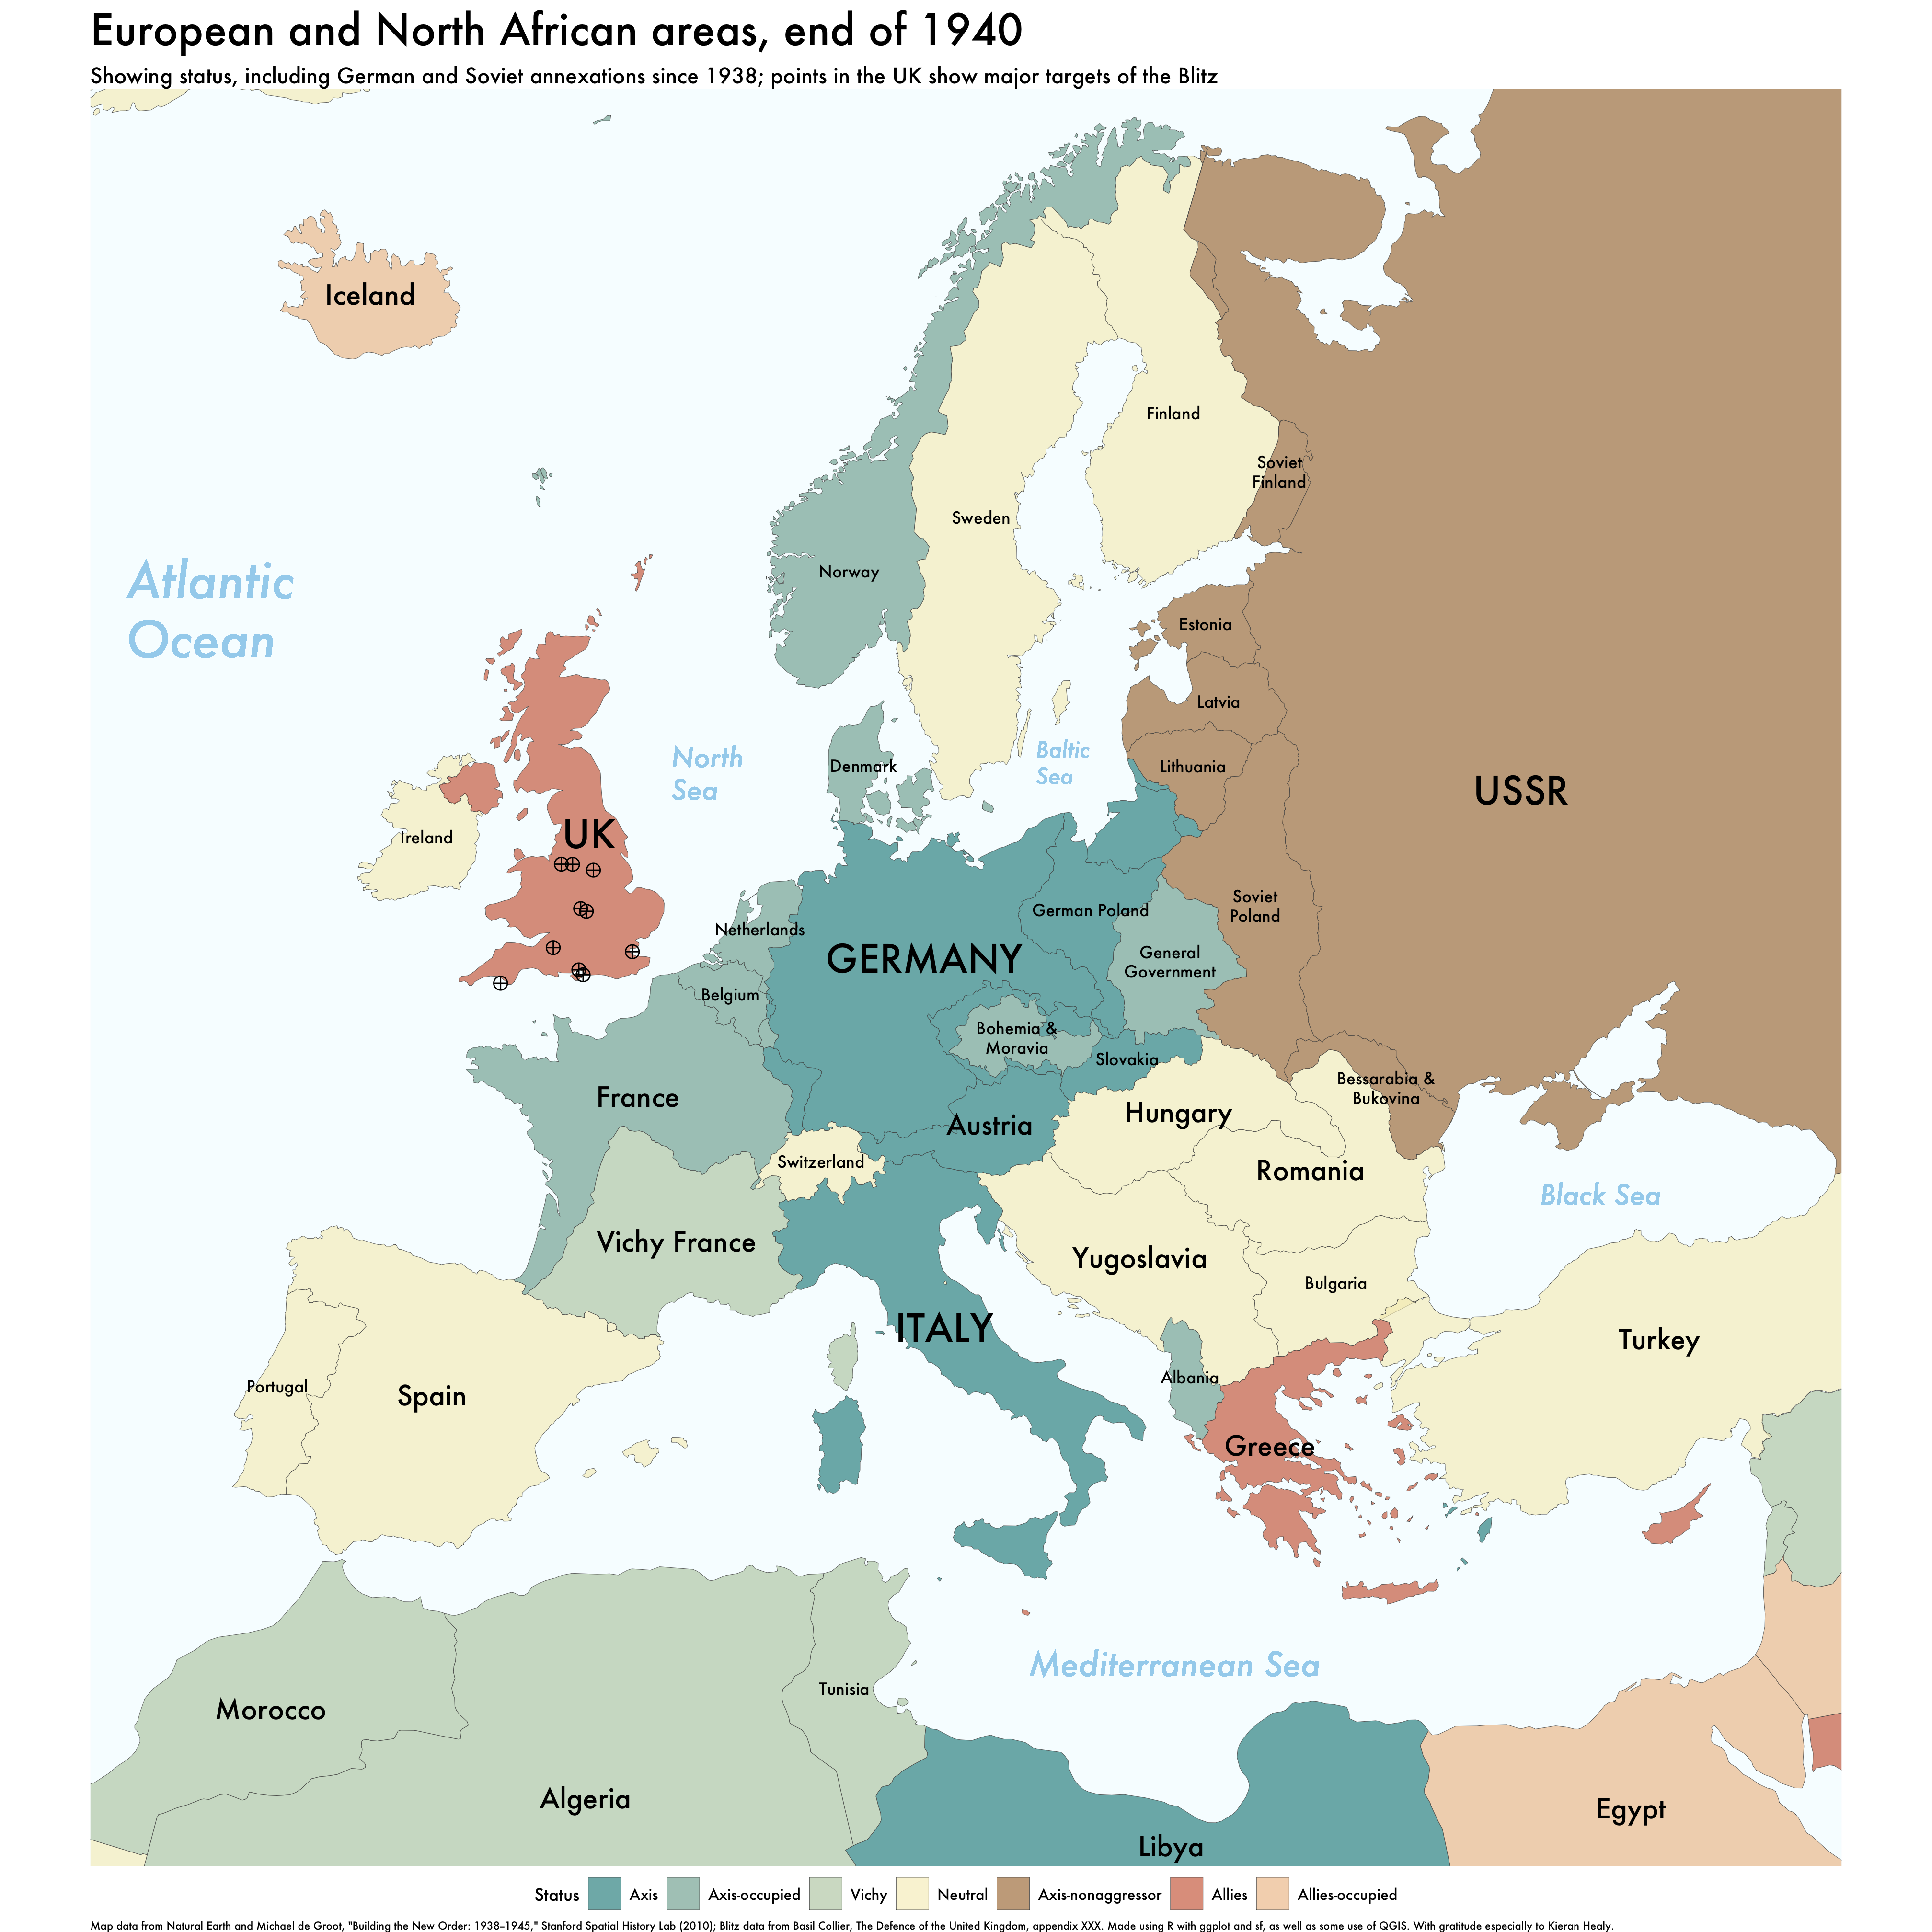 European and North African areas, end of 1940
Showing status, including German and Soviet annexations since 1938; points in the UK show major targets of the Blitz
Iceland
Finland
Soviet
Finland
Sweden
Norway
Atlantic
Ocean
Estonia
Latvia
North
Sea
Baltic
Sea
Denmark
Lithuania
USSR
UK
Ireland
German Poland
Soviet
Poland
Netherlands
GERMANY
General
Government
Belgium
Bohemia &
Moravia
Slovakia
Bessarabia &
Bukovina
France
Hungary
Austria
Switzerland
Romania
Black Sea
Vichy France
Yugoslavia
Bulgaria
ITALY
Turkey
Albania
Portugal
Spain
Greece
Mediterranean Sea
Tunisia
Morocco
Algeria
Egypt
Libya
Status Axis Axis-occupied Vichy Neutral Axis-nonaggressor Allies Allies-occupied
Map data from Natural Earth and Michael de Groot, "Building the New Order: 1938–1945," Stanford Spatial History Lab (2010); Blitz data from Basil Collier, The Defence of the United Kingdom, appendix XXX. Made using R with ggplot and sf, as well as some use of QGIS. With gratitude especially to Kieran Healy.